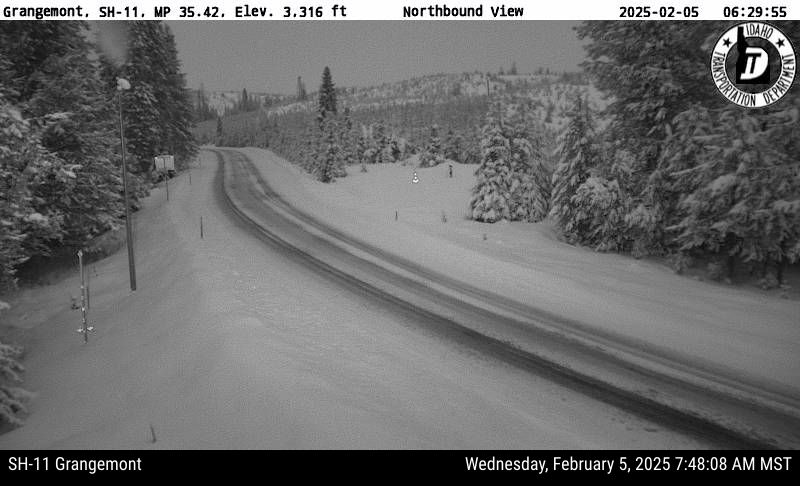 Grangemont, SH-11, MP 35.42, Elev. 3,316 ft Northbound View 2025-02-05 06:29:55
IDAHO TRANSPORTATION DEPARTMENT
SH-11 Grangemont Wednesday, February 5, 2025 7:48:08 AM MST